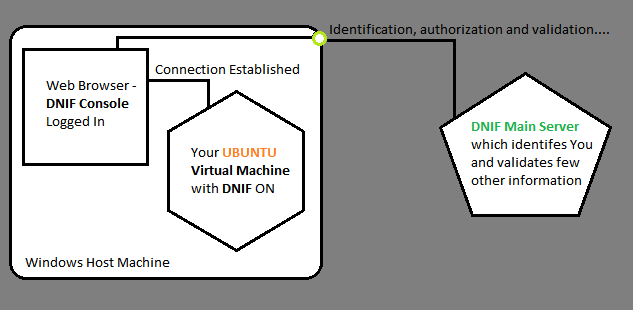 Identification, authorization and validation....
Connection Established
Web Browser -
DNIF Console
Logged In
Your UBUNTU
Virtual Machine
with DNIF ON
DNIF Main Server
which identifes You
and validates few
other information
Windows Host Machine